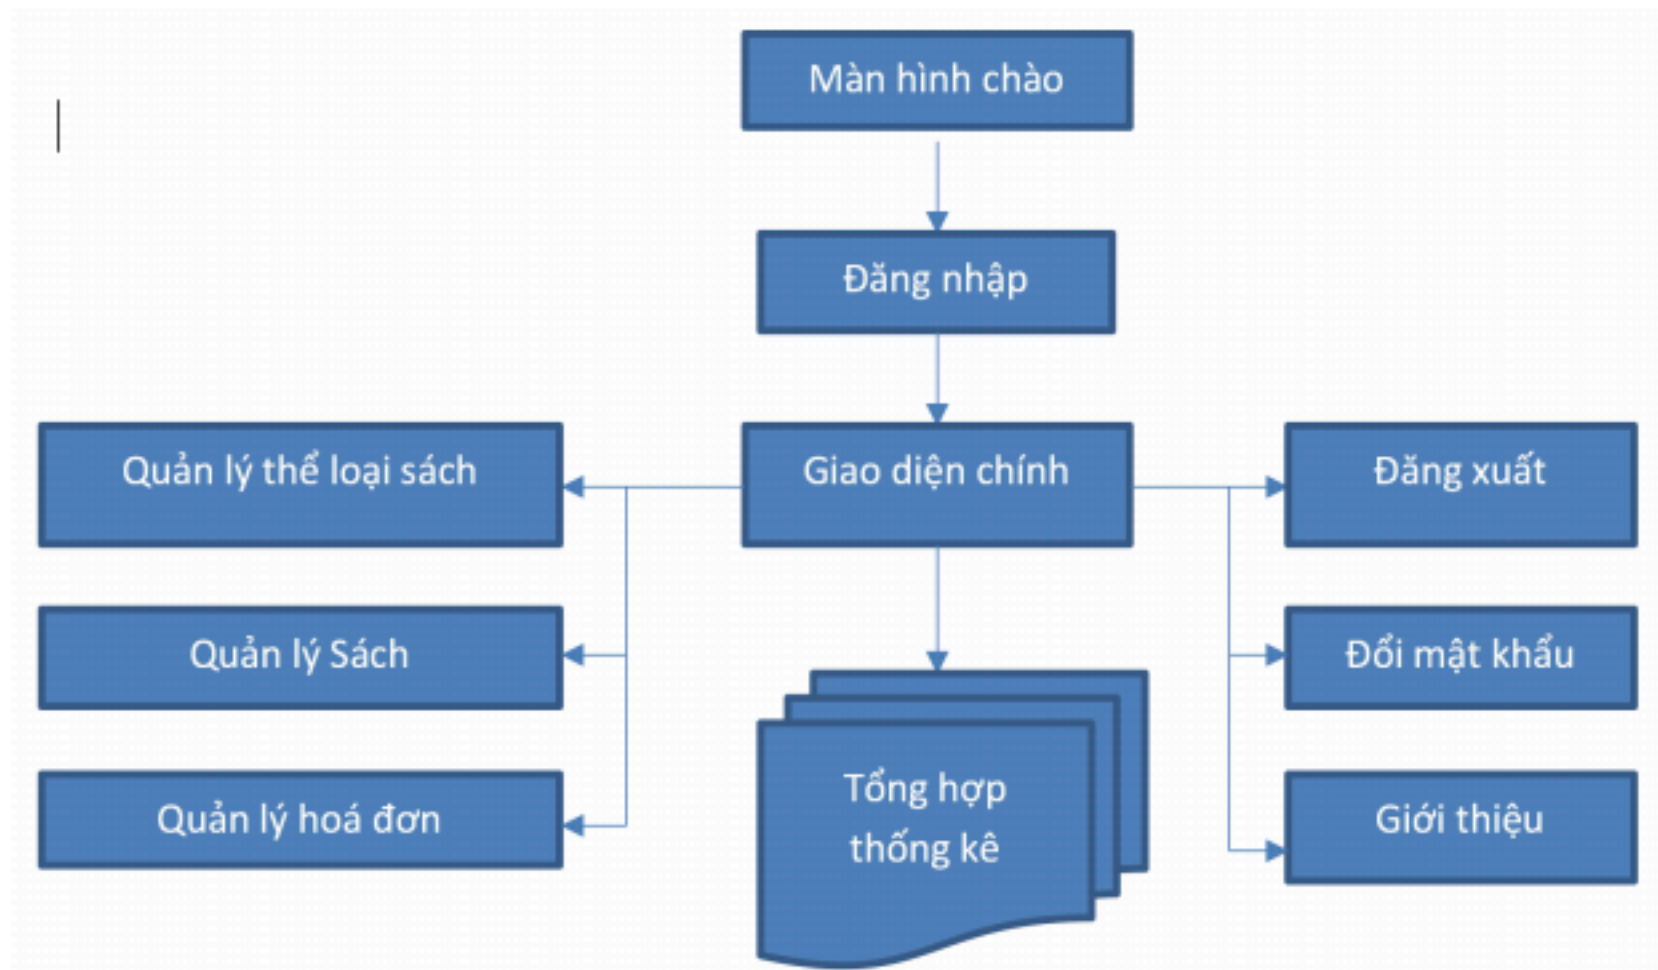 Màn hình chào
Đăng nhập
Quản lý thể loại sách
Giao diện chính
Đăng xuất
Quản lý Sách
Đổi mật khẩu
Quản lý hoá đơn
Tổng hợp
thống kê
Giới thiệu